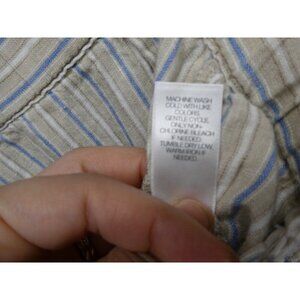 MACHINE WASH
COLD WITH LIKE
COLORS.
GENTLE CYCLE,
ONLY NON-
CHLORINE BLEACH
IF NEEDED.
TUMBLE DRY LOW,
WARM IRON IF
NEEDED.